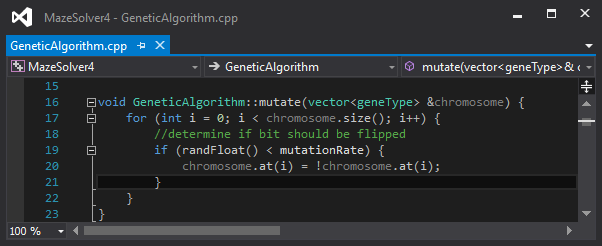 MazeSolver4 - GeneticAlgorithm.cpp
GeneticAlgorithm.cpp
MazeSolver4 GeneticAlgorithm mutate(vector<geneType>& c
15
16 void GeneticAlgorithm::mutate(vector<geneType> &chromosome) {
17 for (int i = 0; i < chromosome.size(); i++) {
18 //determine if bit should be flipped
19 if (randFloat() < mutationRate) {
20 chromosome.at(i) = !chromosome.at(i);
21 }
22 }
23 }
100 %